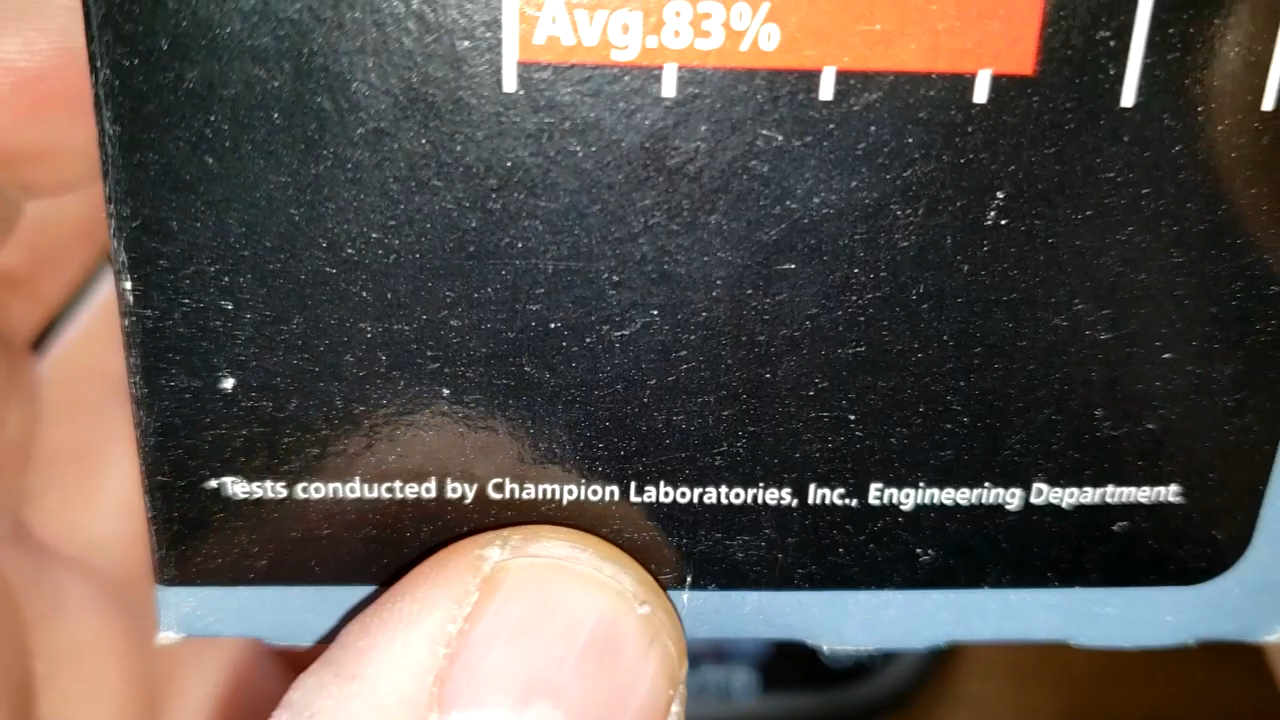 Avg.83%
*Tests conducted by Champion Laboratories, Inc., Engineering Department.